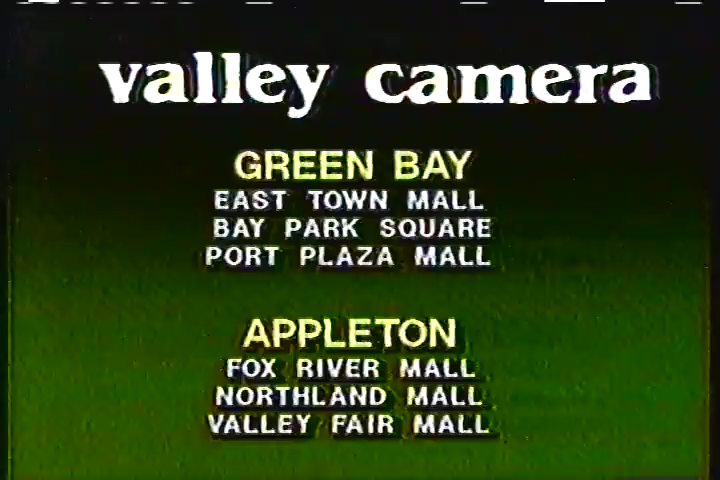 valley camera
GREEN BAY
EAST TOWN MALL
BAY PARK SQUARE
PORT PLAZA MALL
APPLETON
FOX RIVER MALL
NORTHLAND MALL
VALLEY FAIR MALL